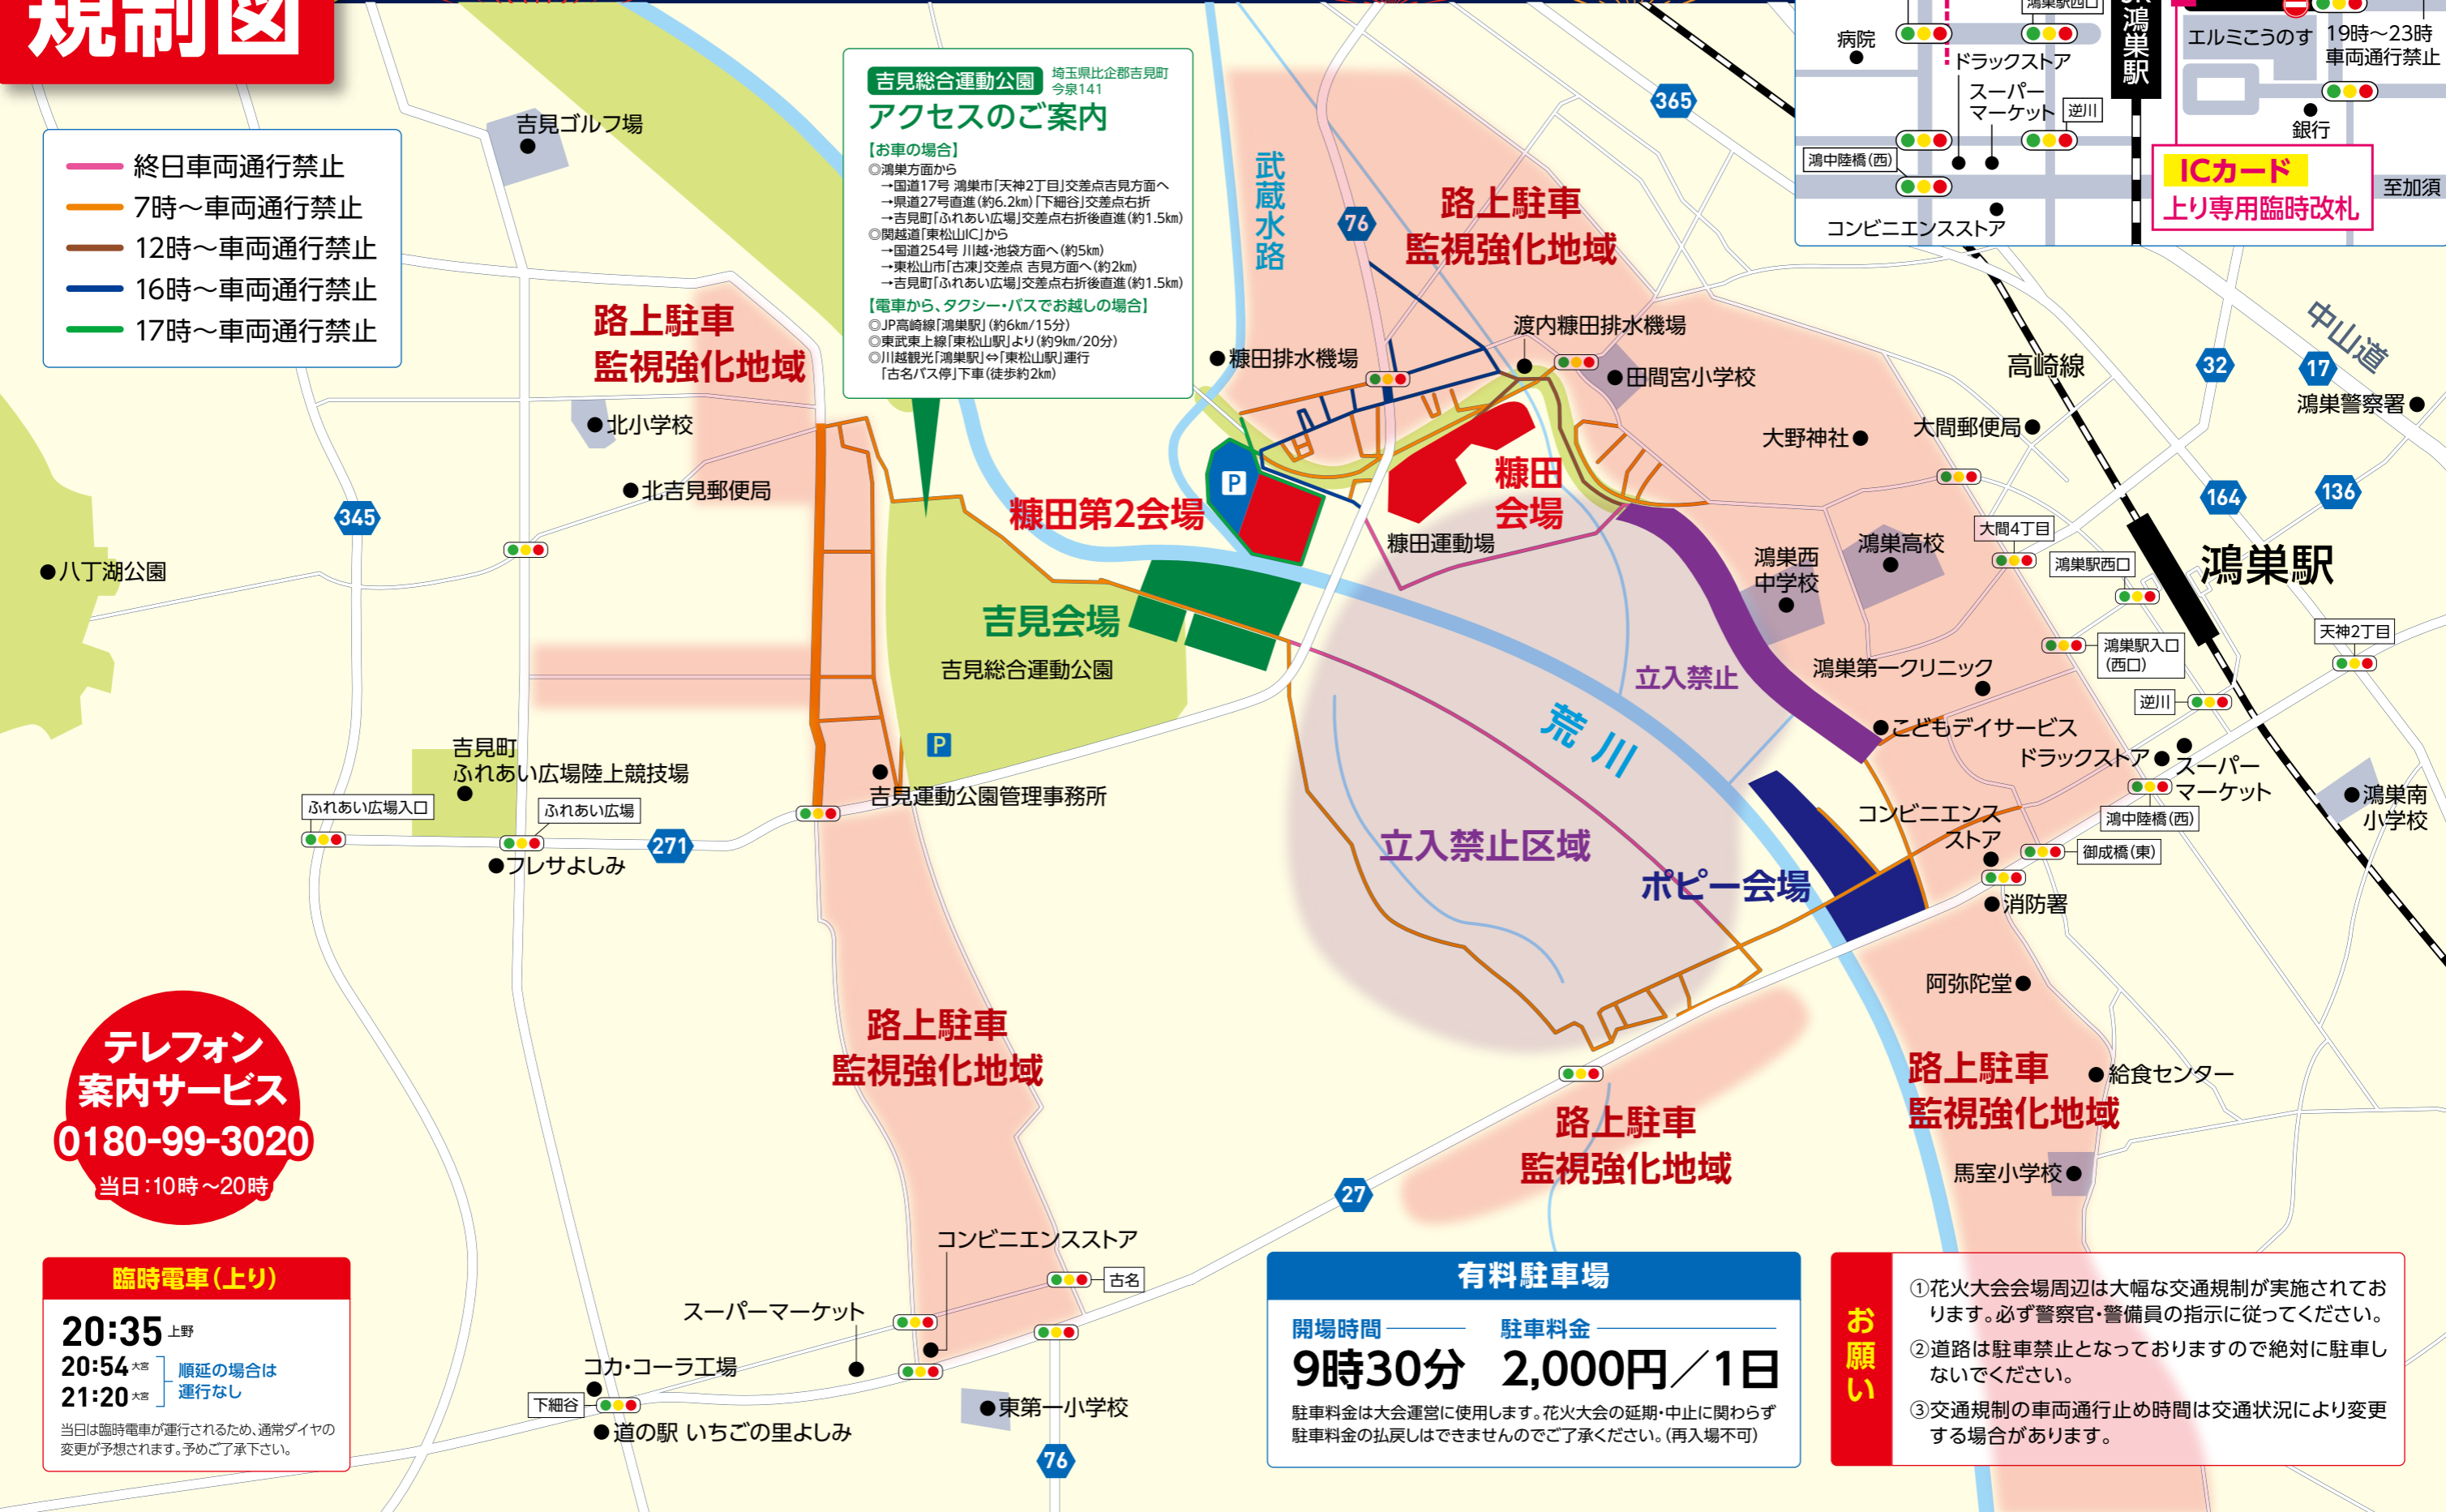 規制図
終日車両通行禁止
7時～車両通行禁止
12時～車両通行禁止
16時～車両通行禁止
17時～車両通行禁止
吉見総合運動公園
埼玉県比企郡吉見町
今泉141
アクセスのご案内
【お車の場合】
◎鴻巣方面から
→国道17号 鴻巣市「天神2丁目」交差点吉見方面へ
→県道27号直進（約6.2km）「下細谷」交差点右折
→吉見町「ふれあい広場」交差点右折後直進（約1.5km）
◎関越道「東松山IC」から
→国道254号 川越・池袋方面へ（約5km）
→東松山市「古凍」交差点 吉見方面へ（約2km）
→吉見町「ふれあい広場」交差点右折後直進（約1.5km）
【電車から、タクシー・バスでお越しの場合】
◎JP高崎線「鴻巣駅」（約6km/15分）
◎東武東上線「東松山駅」より（約9km/20分）
◎川越観光「鴻巣駅」⇔「東松山駅」運行
「古名バス停」下車（徒歩約2km）
鴻巣駅西口
病院
ドラックストア
スーパー
マーケット
逆川
鴻中陸橋（西）
コンビニエンスストア
鴻巣駅
エルミこうのす
19時～23時
車両通行禁止
銀行
ICカード
上り専用臨時改札
至加須
吉見ゴルフ場
365
武蔵水路
76
路上駐車
監視強化地域
路上駐車
監視強化地域
糠田排水機場
渡内糠田排水機場
田間宮小学校
高崎線
中山道
32
17
鴻巣警察署
大野神社
大間郵便局
北小学校
北吉見郵便局
345
八丁湖公園
P
糠田第2会場
糠田
会場
糠田運動場
164
136
大間4丁目
鴻巣高校
鴻巣西
中学校
鴻巣駅西口
鴻巣駅
天神2丁目
鴻巣駅入口
（西口）
吉見会場
吉見総合運動公園
立入禁止
鴻巣第一クリニック
逆川
荒川
こどもデイサービス
ドラックストア
スーパー
マーケット
吉見町
ふれあい広場陸上競技場
P
吉見運動公園管理事務所
ふれあい広場入口
ふれあい広場
271
フレサよしみ
立入禁止区域
ポピー会場
コンビニエンス
ストア
鴻中陸橋（西）
御成橋（東）
鴻巣南
小学校
消防署
阿弥陀堂
路上駐車
監視強化地域
路上駐車
監視強化地域
路上駐車
監視強化地域
給食センター
馬室小学校
27
テレフォン
案内サービス
0180-99-3020
当日：10時～20時
臨時電車（上り）
20:35 上野
20:54 大宮
21:20 大宮
順延の場合は
運行なし
当日は臨時電車が運行されるため、通常ダイヤの
変更が予想されます。予めご了承下さい。
コンビニエンスストア
古名
スーパーマーケット
コカ・コーラ工場
下細谷
道の駅 いちごの里よしみ
東第一小学校
76
有料駐車場
開場時間
9時30分
駐車料金
2,000円／1日
駐車料金は大会運営に使用します。花火大会の延期・中止に関わらず
駐車料金の払戻しはできませんのでご了承ください。（再入場不可）
お願い
①花火大会会場周辺は大幅な交通規制が実施されてお
ります。必ず警察官・警備員の指示に従ってください。
②道路は駐車禁止となっておりますので絶対に駐車し
ないでください。
③交通規制の車両通行止め時間は交通状況により変更
する場合があります。